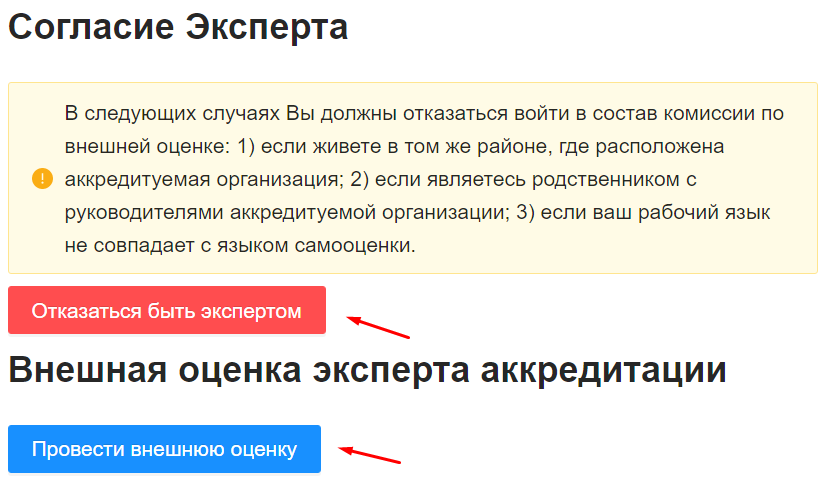 Согласие Эксперта
В следующих случаях Вы должны отказаться войти в состав комиссии по
внешней оценке: 1) если живете в том же районе, где расположена
аккредитуемая организация; 2) если являетесь родственником с
руководителями аккредитуемой организации; 3) если ваш рабочий язык
не совпадает с языком самооценки.
Отказаться быть экспертом
Внешная оценка эксперта аккредитации
Провести внешнюю оценку